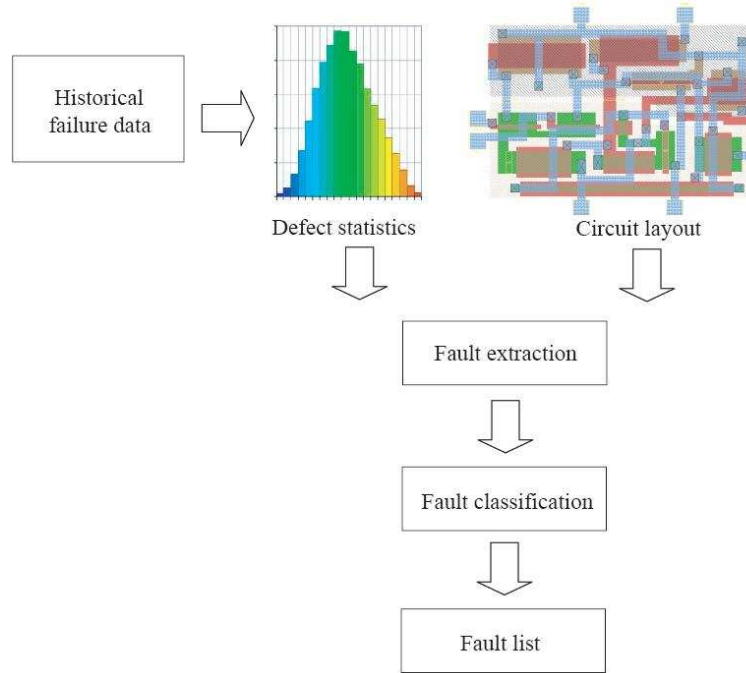 Historical
failure data
Defect statistics
Circuit layout
Fault extraction
Fault classification
Fault list